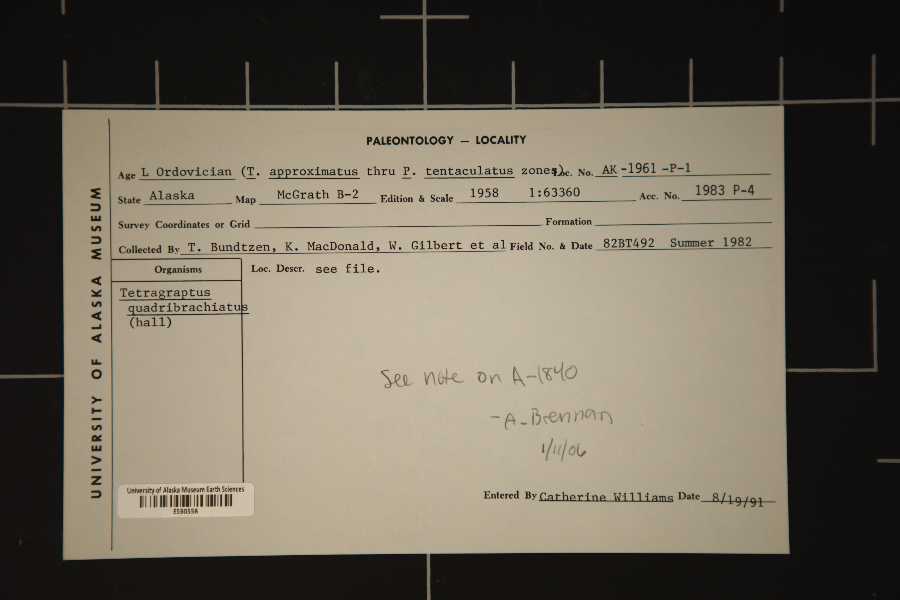 PALEONTOLOGY — LOCALITY
Age L Ordovician (T. approximatus thru P. tentaculatus zones) Loc. No. AK-1961-P-1
State Alaska Map McGrath B-2 Edition & Scale 1958 1:63360 Acc. No. 1983 P-4
Survey Coordinates or Grid Formation
Collected By T. Bundtzen, K. MacDonald, W. Gilbert et al Field No. & Date 82BT492 Summer 1982
Organisms
Loc. Descr. see file.
Tetragraptus
quadribrachiatus
(hall)
See note on A-1840
-A. Brennan
1/11/06
Entered By Catherine Williams Date 8/19/91
University of Alaska Museum Earth Sciences
UNIVERSITY OF ALASKA MUSEUM